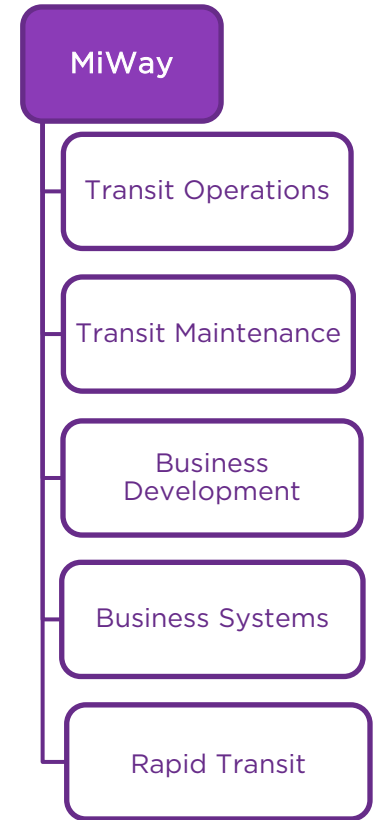 MiWay
Transit Operations
Transit Maintenance
Business
Development
Business Systems
Rapid Transit